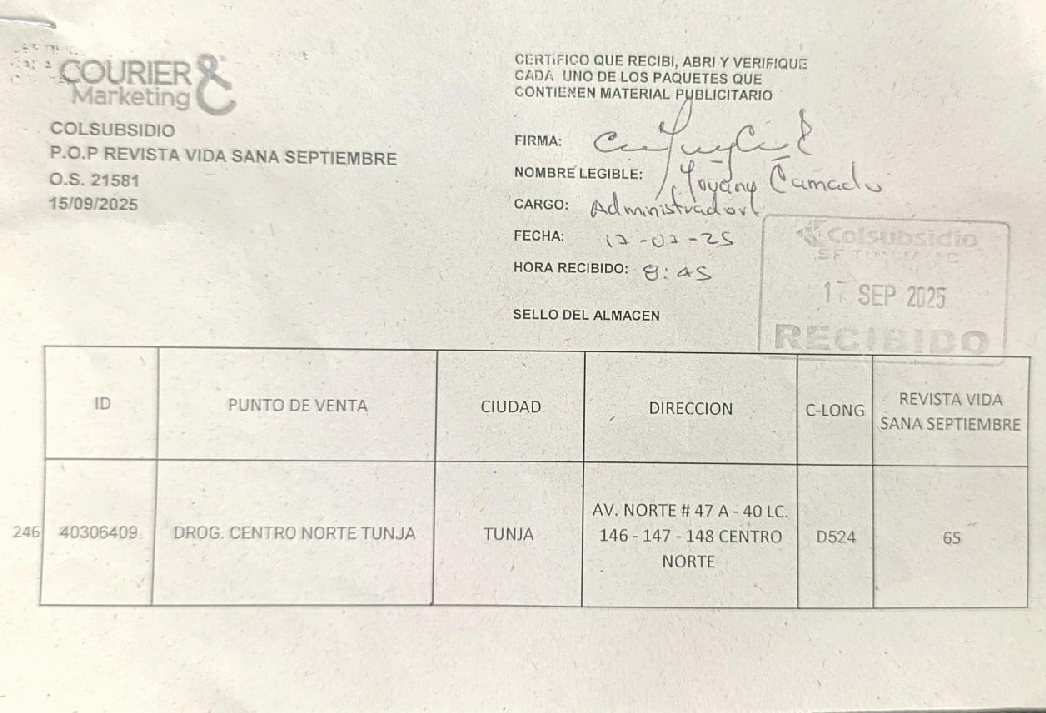 COURIER &
Marketing
COLSUBSIDIO
P.O.P REVISTA VIDA SANA SEPTIEMBRE
O.S. 21581
15/09/2025
CERTIFICO QUE RECIBI, ABRI Y VERIFIQUE
CADA UNO DE LOS PAQUETES QUE
CONTIENEN MATERIAL PUBLICITARIO
FIRMA:
NOMBRE LEGIBLE:
CARGO: Administrador
FECHA: 17-07-25
HORA RECIBIDO: 8:45
SELLO DEL ALMACEN
Colsubsidio
17 SEP 2025
RECIBIDO
ID PUNTO DE VENTA CIUDAD DIRECCION C-LONG REVISTA VIDA
SANA SEPTIEMBRE
246 40306409 DROG. CENTRO NORTE TUNJA TUNJA AV. NORTE # 47 A - 40 LC.
146 - 147 - 148 CENTRO
NORTE D524 65